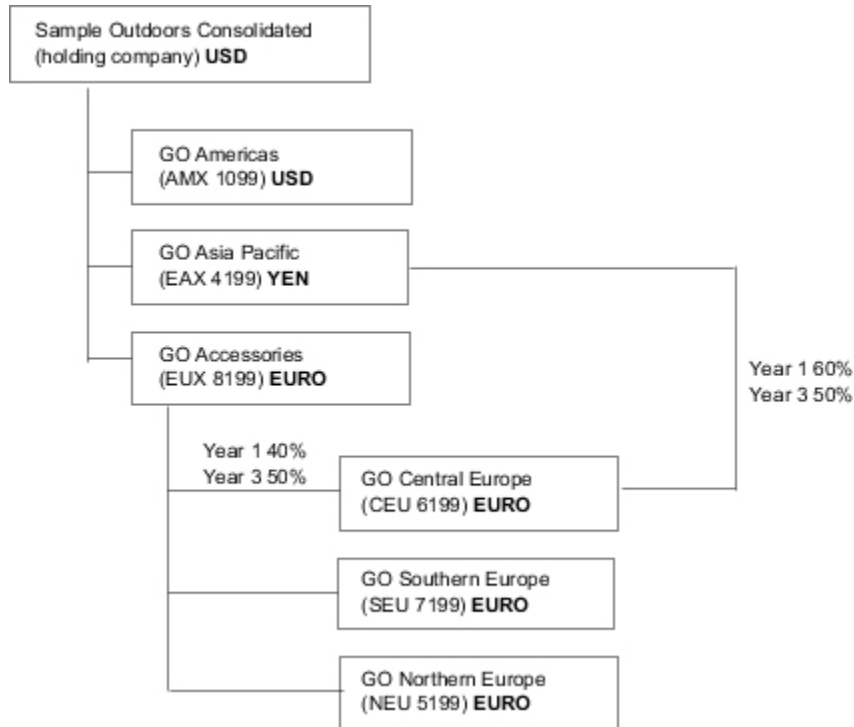 Sample Outdoors Consolidated
(holding company) USD
GO Americas
(AMX 1099) USD
GO Asia Pacific
(EAX 4199) YEN
GO Accessories
(EUX 8199) EURO
Year 1 60%
Year 3 50%
Year 1 40%
Year 3 50%
GO Central Europe
(CEU 6199) EURO
GO Southern Europe
(SEU 7199) EURO
GO Northern Europe
(NEU 5199) EURO